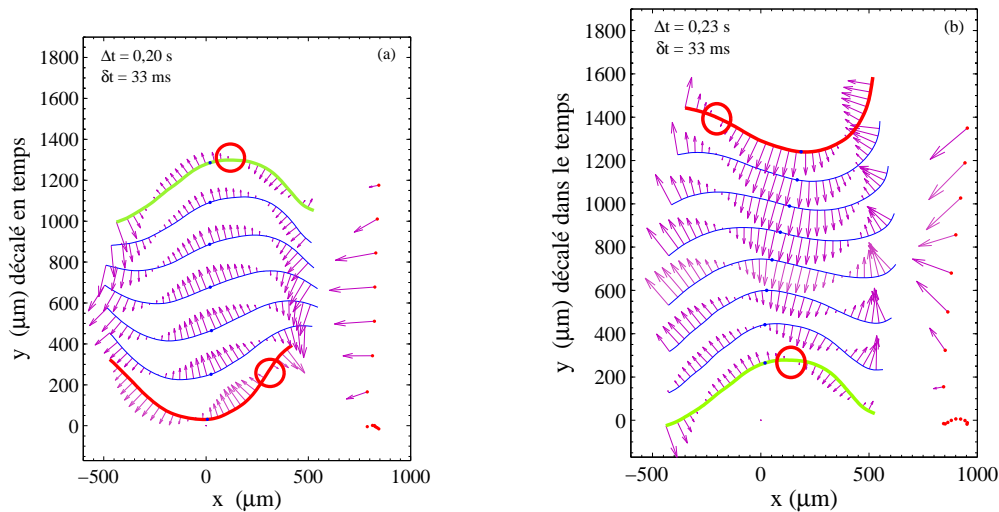 Δt = 0,20 s
(a)
δt = 33 ms
1800
1600
1400
1200
1000
800
600
400
200
0
y (µm) décalé en temps
−500
0
500
1000
x (µm)
Δt = 0,23 s
(b)
δt = 33 ms
1800
1600
1400
1200
1000
800
600
400
200
0
y (µm) décalé dans le temps
−500
0
500
1000
x (µm)